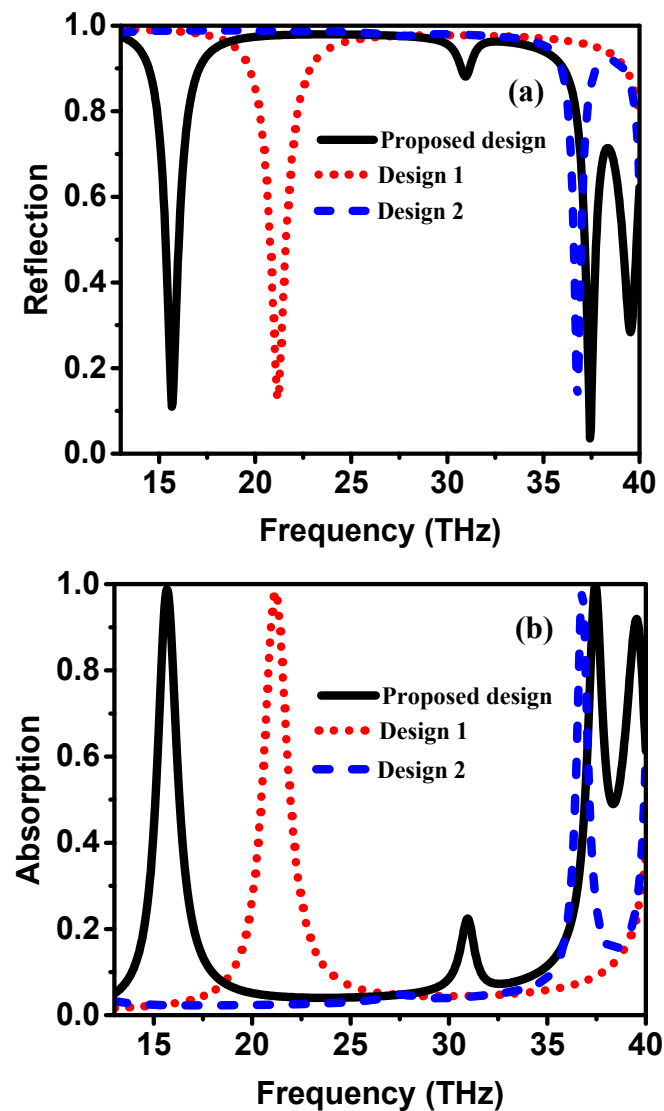 1.0
0.8
0.6
0.4
0.2
0.0
Reflection
(a)
Proposed design
Design 1
Design 2
15 20 25 30 35 40
Frequency (THz)
1.0
0.8
0.6
0.4
0.2
0.0
Absorption
(b)
Proposed design
Design 1
Design 2
15 20 25 30 35 40
Frequency (THz)